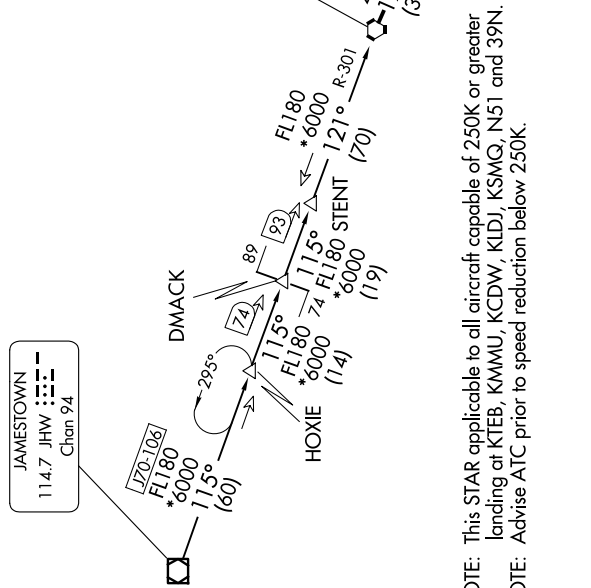 JAMESTOWN
114.7 JHW
Chan 94
J70-106
FL180
*6000
115°
(60)
295°
HOXIE
74
115°
FL180
*6000
(14)
DMACK
89
74
93
115°
FL180
*6000
(19)
STENT
FL180
*6000
121°
(70)
R-301
OTE: This STAR applicable to all aircraft capable of 250K or greater
landing at KTEB, KMMU, KCDW, KLDJ, KSMQ, N51 and 39N.
OTE: Advise ATC prior to speed reduction below 250K.